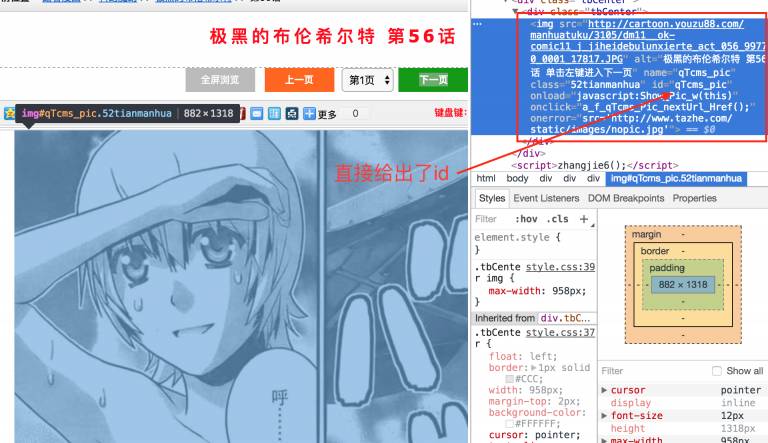 极黑的布伦希尔特 第56话
全屏浏览
上一页
第1页
下一页
img#qTcms_pic.52tianmanhua | 882×1318
更多
0
键盘键:
直接给出了id
呼
<div class="tbCenter">
<img src="http://cartoon.youzu88.com/
manhuatuku/3105/dm11__ok-
comic11_j_jiheidebulunxierte_act_056_9977
0_0001_17817.JPG" alt="极黑的布伦希尔特 第56
话 单击左键进入下一页" name="qTcms_pic"
class="52tianmanhua" id="qTcms_pic"
onload="javascript:Show_Pic_w(this)"
onclick="a_f_qTcms_Pic_nextUrl_Href();"
onerror="src='http://www.tazhe.com/
static/images/nopic.jpg'"> == $0
</div>
</div>
<script>zhangjie6();</script>
html body div div div img#qTcms_pic.52tianmanhua
Styles Event Listeners DOM Breakpoints Properties
Filter :hov .cls +
element.style {
}
.tbCente style.css:39
r img {
max-width: 958px;
}
Inherited from div.tbC…
.tbCente style.css:37
r {
float: left;
border: 1px solid
#CCC;
width: 958px;
margin-top: 2px;
background-color:
#FFFFFF;
cursor: pointer;
margin -
border -
padding
-
882 × 1318
-
-
-
Filter Show all
cursor pointer
display inline
font-size 12px
height 1318px
max-width 958px